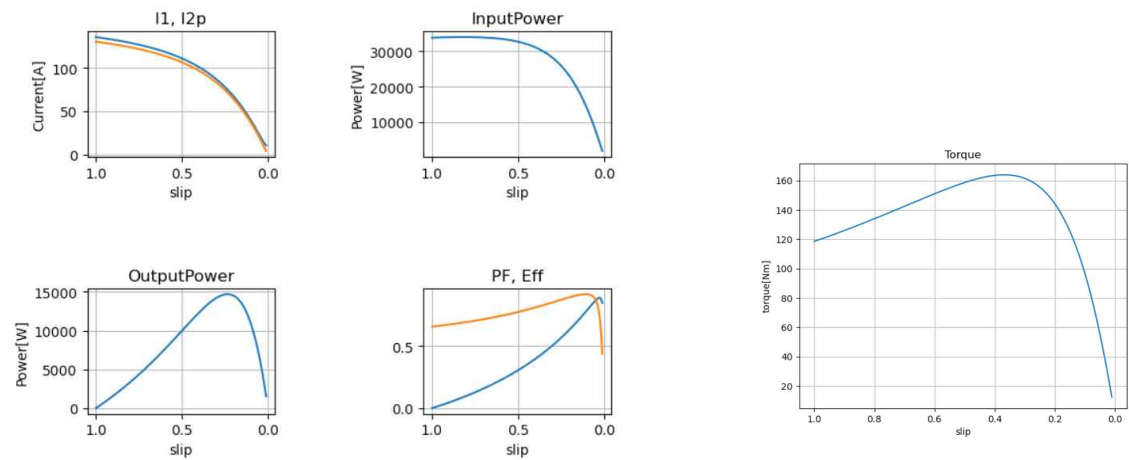 I1, I2p
Current[A]
100
50
0
1.0 0.5 0.0
slip
InputPower
Power[W]
30000
20000
10000
1.0 0.5 0.0
slip
OutputPower
Power[W]
15000
10000
5000
0
1.0 0.5 0.0
slip
PF, Eff
0.5
0.0
1.0 0.5 0.0
slip
Torque
torque[Nm]
160
140
120
100
80
60
40
20
1.0 0.8 0.6 0.4 0.2 0.0
slip